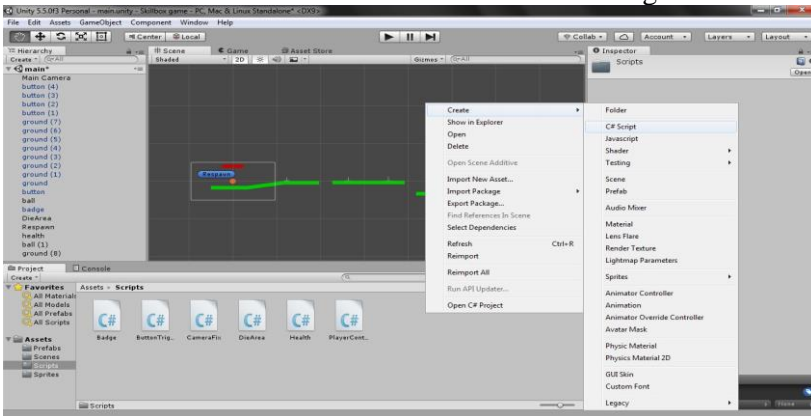 Unity 5.5.0f3 Personal - main.unity - Skillbox game - PC, Mac & Linux Standalone* <DX9>
File Edit Assets GameObject Component Window Help
Center Local Collab Account Layers Layout
Hierarchy
Create All
main*
Main Camera
button (4)
button (3)
button (2)
button (1)
ground (7)
ground (6)
ground (5)
ground (4)
ground (3)
ground (2)
ground (1)
ground
button
ball
badge
DieArea
Respawn
health
ball (1)
ground (8)
Scene Game Asset Store
Shaded 2D Gizmos All
Respawn
Inspector
Scripts
Open
Create
Show in Explorer
Open
Delete
Open Scene Additive
Import New Asset...
Import Package
Export Package...
Find References In Scene
Select Dependencies
Refresh Ctrl+R
Reimport
Reimport All
Run API Updater...
Open C# Project
Folder
C# Script
Javascript
Shader
Testing
Scene
Prefab
Audio Mixer
Material
Lens Flare
Render Texture
Lightmap Parameters
Sprites
Animator Controller
Animation
Animator Override Controller
Avatar Mask
Physic Material
Physics Material 2D
GUI Skin
Custom Font
Legacy
Project Console
Create
Favorites
All Materials
All Models
All Prefabs
All Scripts
Assets
Prefabs
Scenes
Scripts
Sprites
Assets Scripts
C# C# C# C# C# C#
Badge ButtonTrig... CameraFix DieArea Health PlayerCont...
Scripts
None